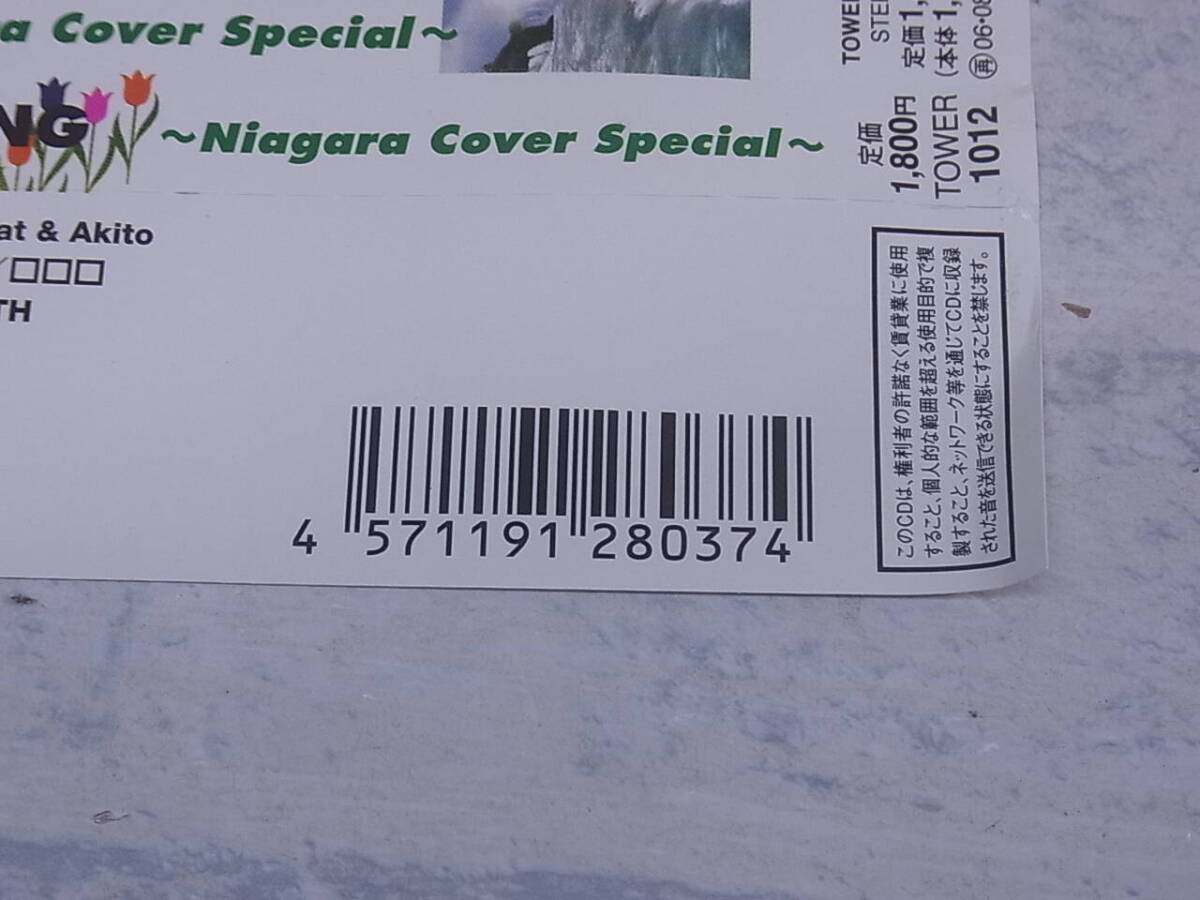 a Cover Special～
NG
～Niagara Cover Special～
TOWER
定価1,
(本体1,
再06・08
定価
1,800円
TOWER
1012
at & Akito
／□□□
TH
4 571191 280374
このCDは、権利者の許諾なく賃貸業に使用
すること、個人的な範囲を超える使用目的で複
製すること、ネットワーク等を通じてCDに収録
された音を送信できる状態にすることを禁じます。